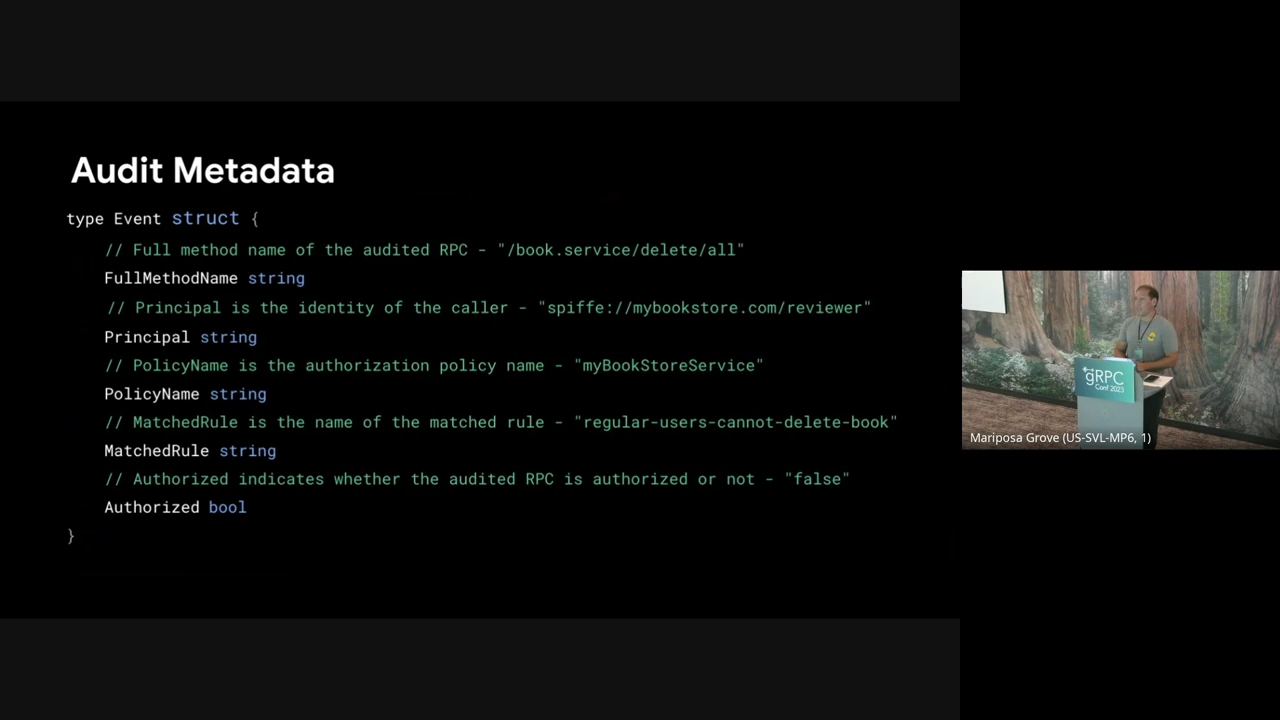 Audit Metadata
type Event struct {
// Full method name of the audited RPC - "/book.service/delete/all"
FullMethodName string
// Principal is the identity of the caller - "spiffe://mybookstore.com/reviewer"
Principal string
// PolicyName is the authorization policy name - "myBookStoreService"
PolicyName string
// MatchedRule is the name of the matched rule - "regular-users-cannot-delete-book"
MatchedRule string
// Authorized indicates whether the audited RPC is authorized or not - "false"
Authorized bool
}
gRPC
Conf 2023
Mariposa Grove (US-SVL-MP6, 1)